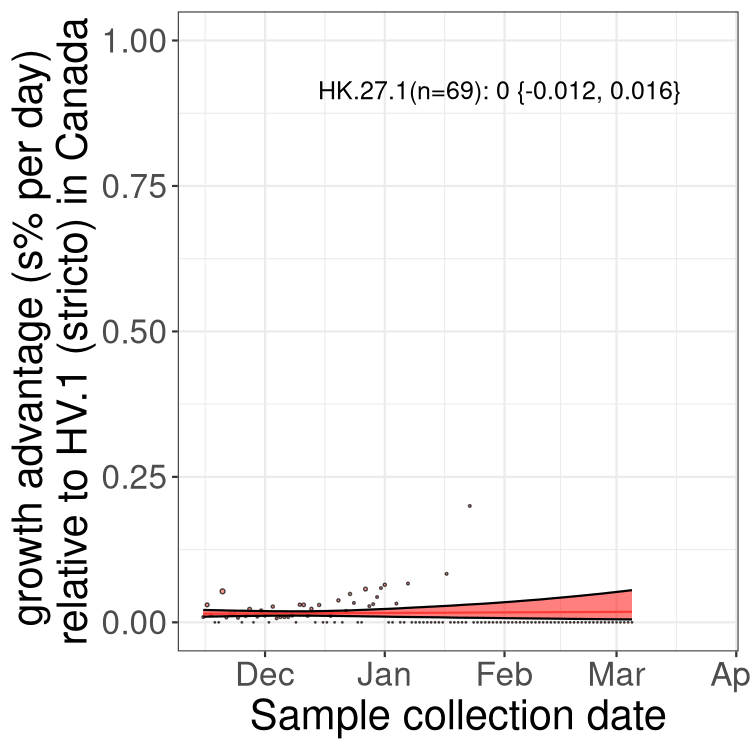 growth advantage (s% per day)
relative to HV.1 (stricto) in Canada
1.00
0.75
0.50
0.25
0.00
HK.27.1(n=69): 0 {-0.012, 0.016}
Dec Jan Feb Mar Ap
Sample collection date